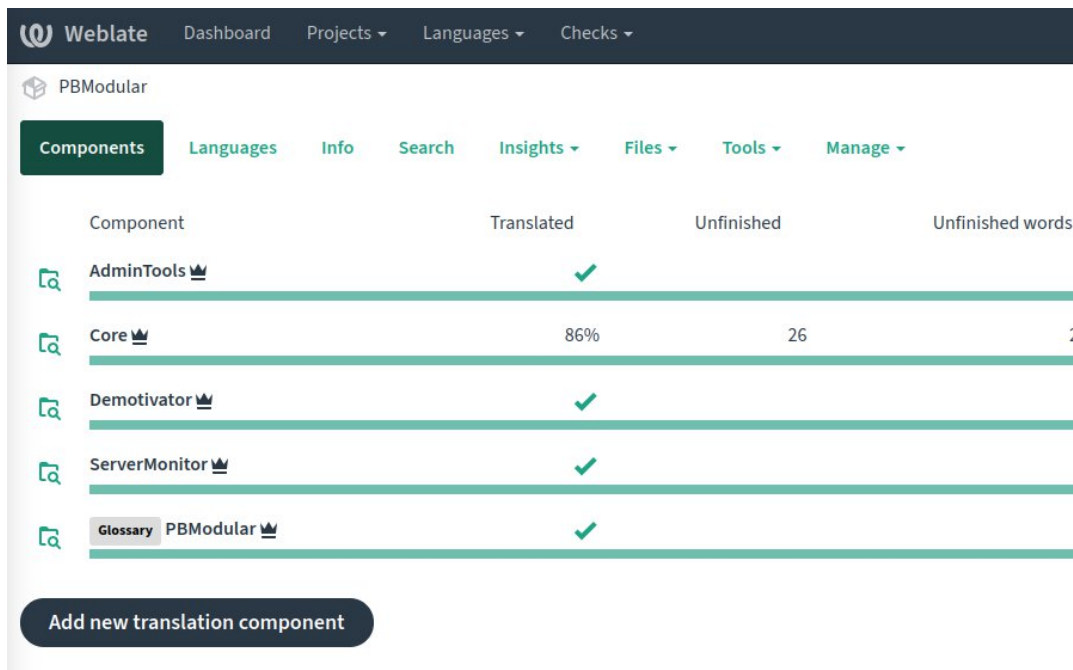 Weblate Dashboard Projects Languages Checks
PBModular
Components Languages Info Search Insights Files Tools Manage
Component Translated Unfinished Unfinished words
AdminTools
Core 86% 26
Demotivator
ServerMonitor
Glossary PBModular
Add new translation component